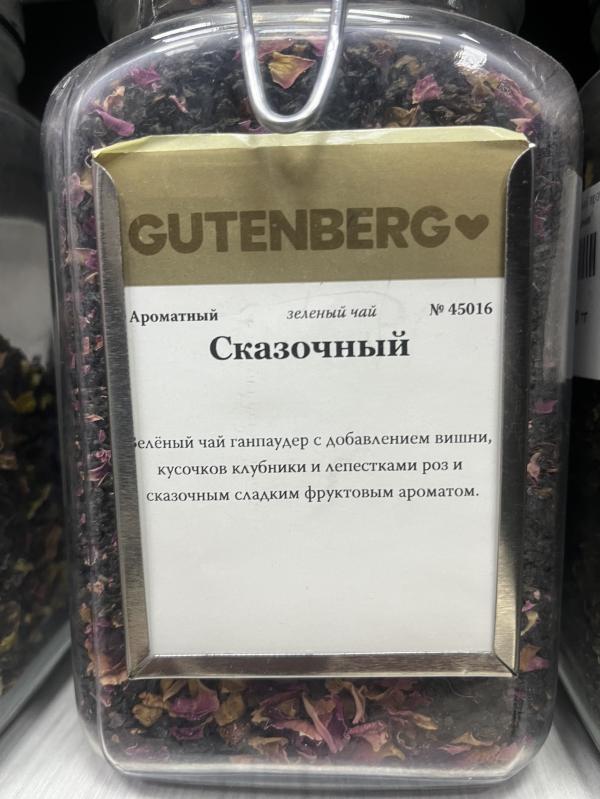 GUTENBERG
Ароматный зеленый чай № 45016
Сказочный
Зелёный чай ганпаудер с добавлением вишни,
кусочков клубники и лепестками роз и
сказочным сладким фруктовым ароматом.